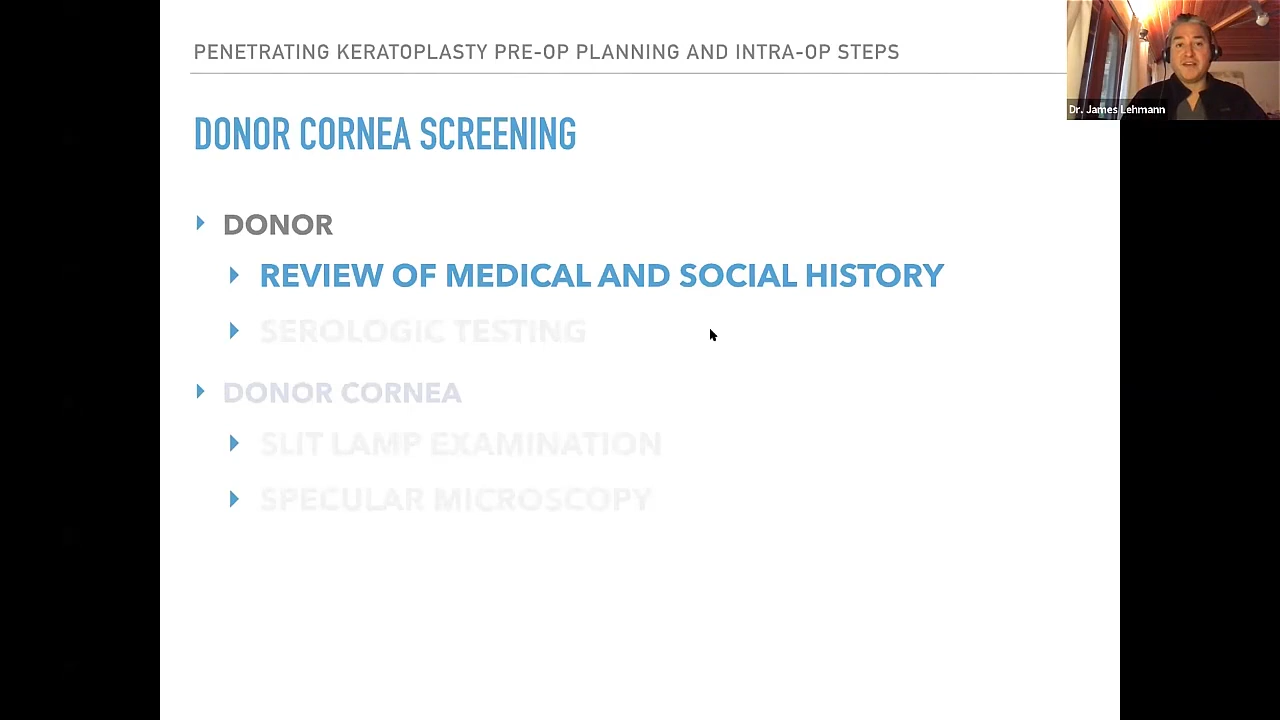 PENETRATING KERATOPLASTY PRE-OP PLANNING AND INTRA-OP STEPS
Dr. James Lehmann
DONOR CORNEA SCREENING
DONOR
REVIEW OF MEDICAL AND SOCIAL HISTORY
SEROLOGIC TESTING
DONOR CORNEA
SLIT LAMP EXAMINATION
SPECULAR MICROSCOPY